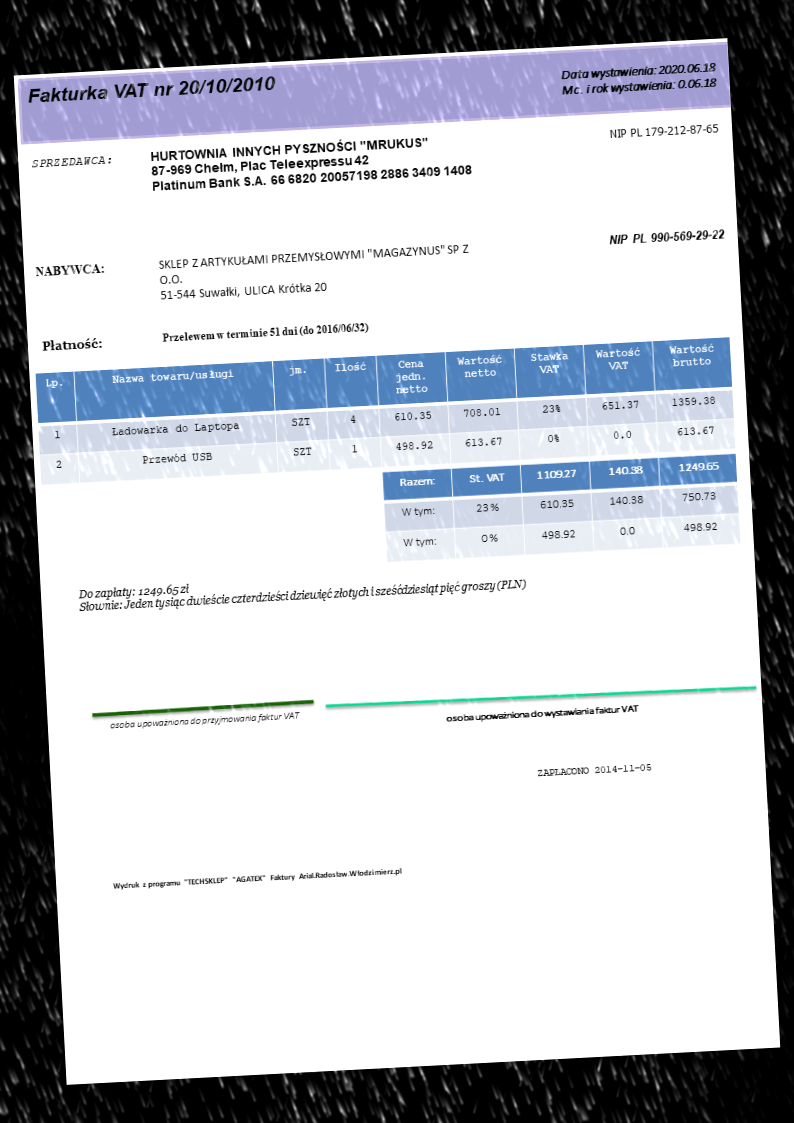 Fakturka VAT nr 20/10/2010
Data wystawienia: 2020.06.18
Mc. i rok wystawienia: 0.06.18
SPRZEDAWCA:
HURTOWNIA INNYCH PYSZNOŚCI "MRUKUS"
87-969 Chełm, Plac Teleexpressu 42
Platinum Bank S.A. 66 6820 20057198 2886 3409 1408
NIP PL 179-212-87-65
NABYWCA:
SKLEP Z ARTYKUŁAMI PRZEMYSŁOWYMI "MAGAZYNUS" SP Z
O.O.
51-544 Suwałki, ULICA Krótka 20
NIP PL 990-569-29-22
Płatność:
Przelewem w terminie 51 dni (do 2016/06/32)
Lp. Nazwa towaru/usługi jm. Ilość Cena jedn. netto Wartość netto Stawka VAT Wartość VAT Wartość brutto
1 Ładowarka do Laptopa SZT 4 610.35 708.01 23% 651.37 1359.38
2 Przewód USB SZT 1 498.92 613.67 0% 0.0 613.67
Razem: St. VAT 1109.27 140.38 1249.65
W tym: 23% 610.35 140.38 750.73
W tym: 0% 498.92 0.0 498.92
Do zapłaty: 1249.65 zł
Słownie: Jeden tysiąc dwieście czterdzieści dziewięć złotych i sześćdziesiąt pięć groszy (PLN)
osoba upoważniona do przyjmowania faktur VAT
osoba upoważniona do wystawiania faktur VAT
ZAPŁACONO 2014-11-05
Wydruk z programu "TECHSKLEP" "AGATEX" Faktury Arial.Radosław.Włodzimierz.pl